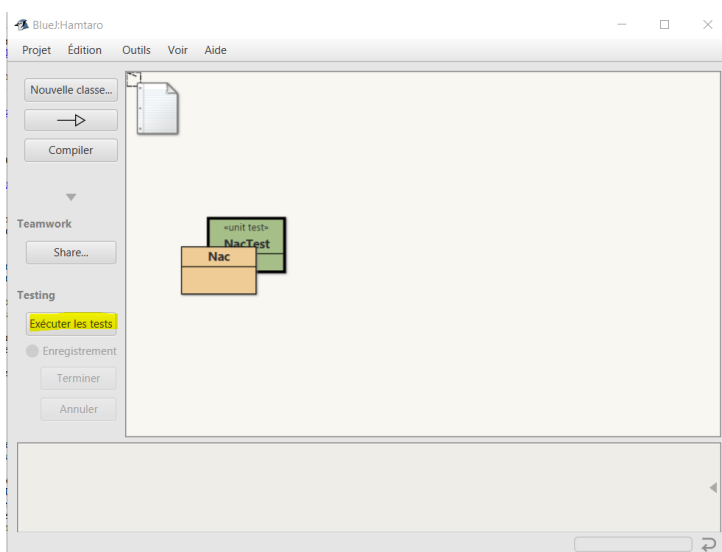 BlueJ:Hamtaro
Projet Édition Outils Voir Aide
Nouvelle classe...
Compiler
Teamwork
Share...
Testing
Exécuter les tests
Enregistrement
Terminer
Annuler
«unit test»
NacTest
Nac